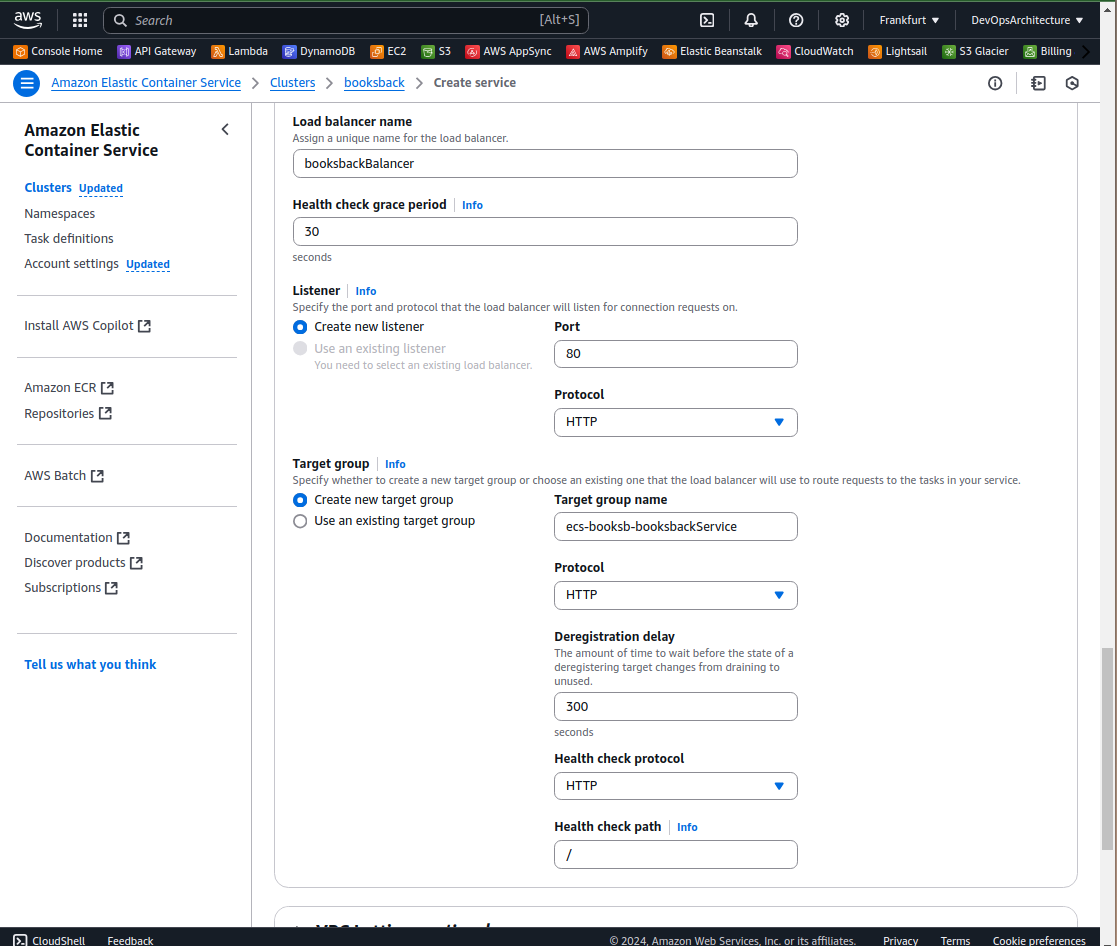 aws
Search
[Alt+S]
Frankfurt
DevOpsArchitecture
Console Home
API Gateway
Lambda
DynamoDB
EC2
S3
AWS AppSync
AWS Amplify
Elastic Beanstalk
CloudWatch
Lightsail
S3 Glacier
Billing
Amazon Elastic Container Service
Clusters
booksback
Create service
Amazon Elastic
Container Service
Clusters Updated
Namespaces
Task definitions
Account settings Updated
Install AWS Copilot
Amazon ECR
Repositories
AWS Batch
Documentation
Discover products
Subscriptions
Tell us what you think
Load balancer name
Assign a unique name for the load balancer.
booksbackBalancer
Health check grace period Info
30
seconds
Listener Info
Specify the port and protocol that the load balancer will listen for connection requests on.
Create new listener
Use an existing listener
You need to select an existing load balancer.
Port
80
Protocol
HTTP
Target group Info
Specify whether to create a new target group or choose an existing one that the load balancer will use to route requests to the tasks in your service.
Create new target group
Use an existing target group
Target group name
ecs-booksb-booksbackService
Protocol
HTTP
Deregistration delay
The amount of time to wait before the state of a
deregistering target changes from draining to
unused.
300
seconds
Health check protocol
HTTP
Health check path Info
/
CloudShell
Feedback
© 2024, Amazon Web Services, Inc. or its affiliates.
Privacy
Terms
Cookie preferences